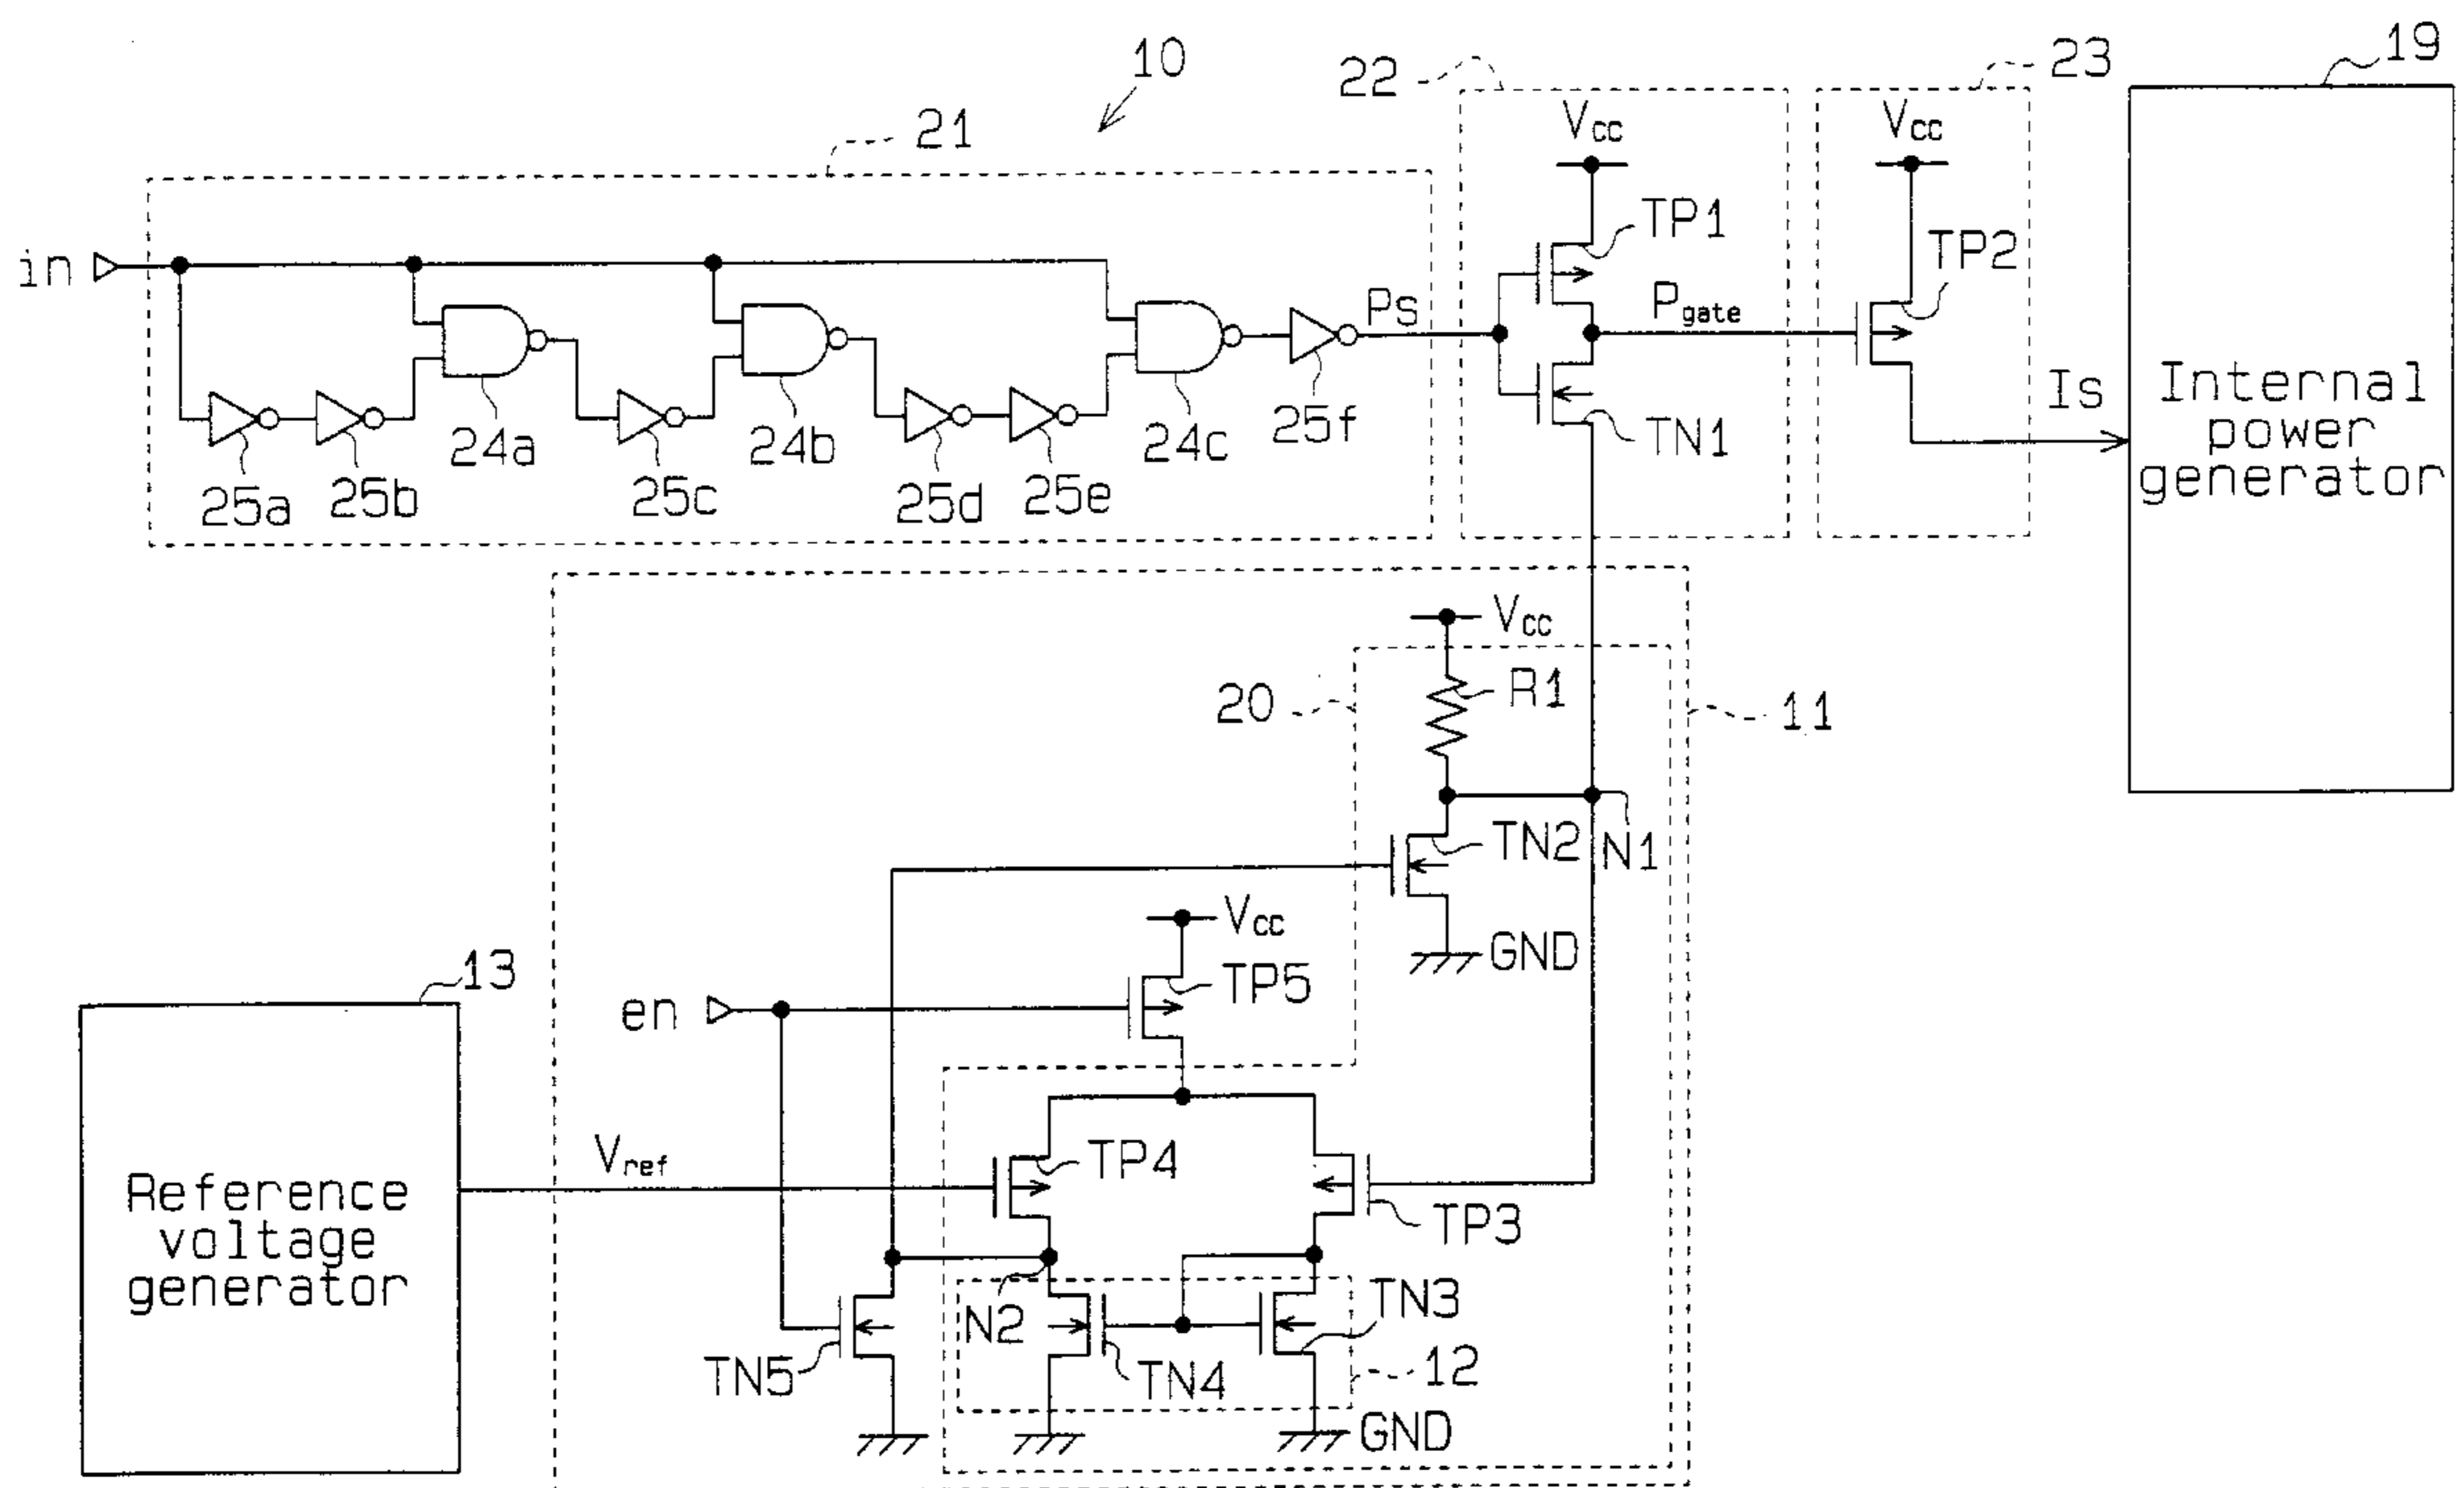 10
22
23
19
21
Vcc
Vcc
TP1
TP2
in
Ps
Pgate
24a
24b
24c
25f
TN1
Is
Internal
power
generator
25a
25b
25c
25d
25e
Vcc
R1
20
11
TN2
N1
Vcc
GND
13
TP5
en
Vref
TP4
Reference
voltage
generator
TP3
N2
TN3
TN5
TN4
12
GND